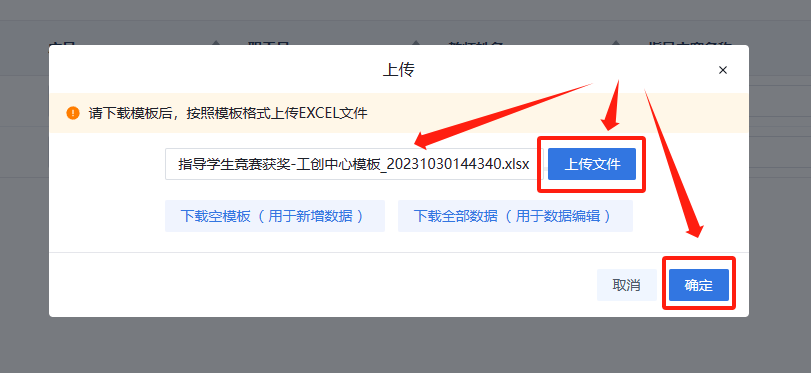 上传
请下载模板后，按照模板格式上传EXCEL文件
指导学生竞赛获奖-工创中心模板_20231030144340.xlsx 上传文件
下载空模板（用于新增数据） 下载全部数据（用于数据编辑）
取消 确定